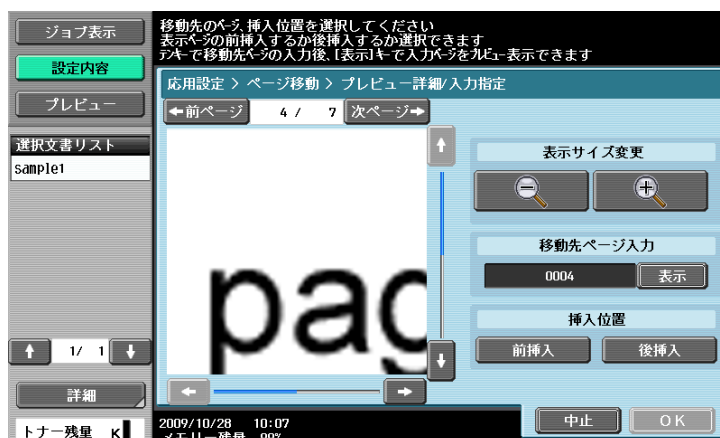 ジョブ表示
設定内容
プレビュー
選択文書リスト
sample1
1/ 1
詳細
トナー残量 K
移動先のページ、挿入位置を選択してください
表示ページの前挿入するか後挿入するか選択できます
テンキーで移動先ページの入力後、[表示]キーで入力ページをプレビュー表示できます
応用設定 > ページ移動 > プレビュー詳細/入力指定
←前ページ 4 / 7 次ページ→
pag
表示サイズ変更
移動先ページ入力
0004 表示
挿入位置
前挿入 後挿入
2009/10/28 10:07
メモリー残量 99%
中止 OK